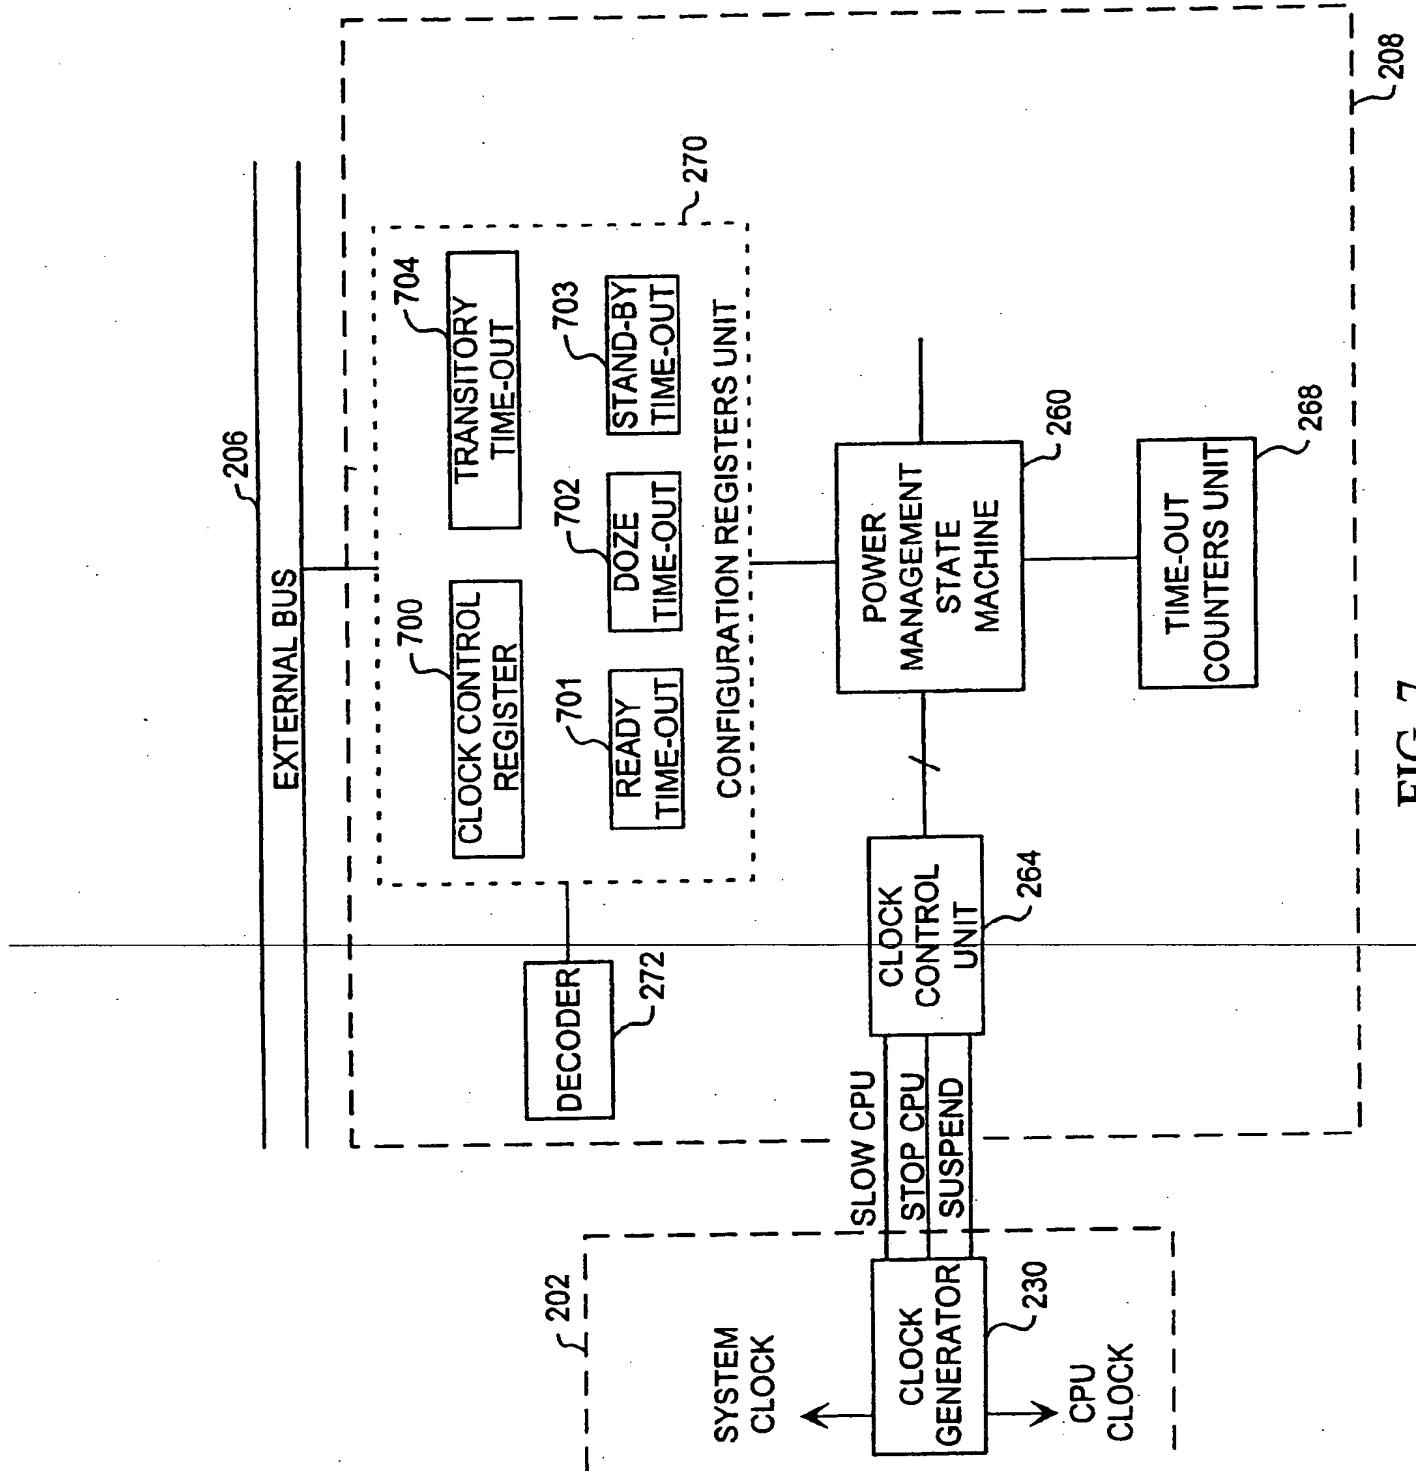 206
EXTERNAL BUS
700
CLOCK CONTROL
REGISTER
704
TRANSITORY
TIME-OUT
270
701
READY
TIME-OUT
702
DOZE
TIME-OUT
703
STAND-BY
TIME-OUT
CONFIGURATION REGISTERS UNIT
DECODER
272
202
SYSTEM
CLOCK
CLOCK
GENERATOR
230
CPU
CLOCK
SLOW CPU
STOP CPU
SUSPEND
CLOCK
CONTROL
UNIT
264
POWER
MANAGEMENT
STATE
MACHINE
260
TIME-OUT
COUNTERS UNIT
268
208
FIG. 7